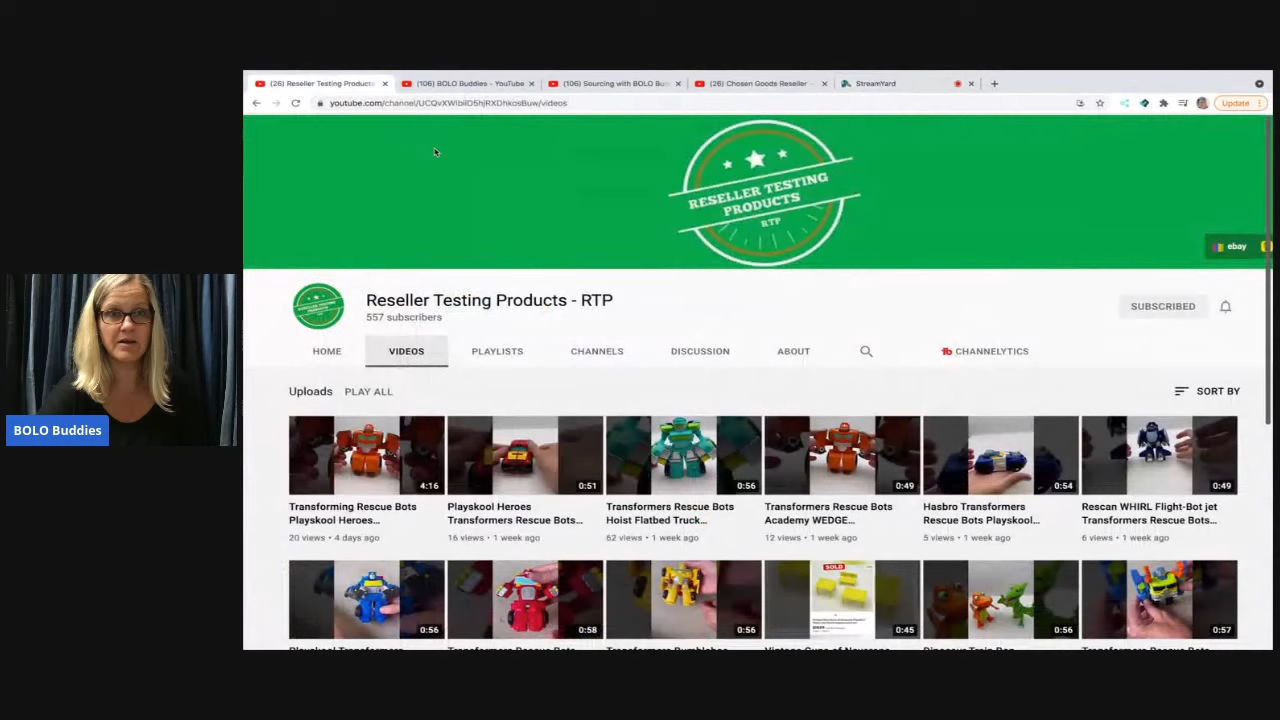 (26) Reseller Testing Products
(106) BOLO Buddies - YouTube
(106) Sourcing with BOLO Bud
(26) Chosen Goods Reseller -
StreamYard
Update
RESELLER TESTING
PRODUCTS
RTP
ebay
Reseller Testing Products - RTP
557 subscribers
SUBSCRIBED
HOME
VIDEOS
PLAYLISTS
CHANNELS
DISCUSSION
ABOUT
CHANNELYTICS
Uploads PLAY ALL
SORT BY
4:16
0:51
0:56
0:49
0:54
0:49
Transforming Rescue Bots
Playskool Heroes...
20 views • 4 days ago
Playskool Heroes
Transformers Rescue Bots...
16 views • 1 week ago
Transformers Rescue Bots
Hoist Flatbed Truck...
62 views • 1 week ago
Transformers Rescue Bots
Academy WEDGE...
12 views • 1 week ago
Hasbro Transformers
Rescue Bots Playskool...
5 views • 1 week ago
Rescan WHIRL Flight-Bot jet
Transformers Rescue Bots...
6 views • 1 week ago
BOLO Buddies
SOLD
0:56
0:58
0:56
0:45
0:56
0:57